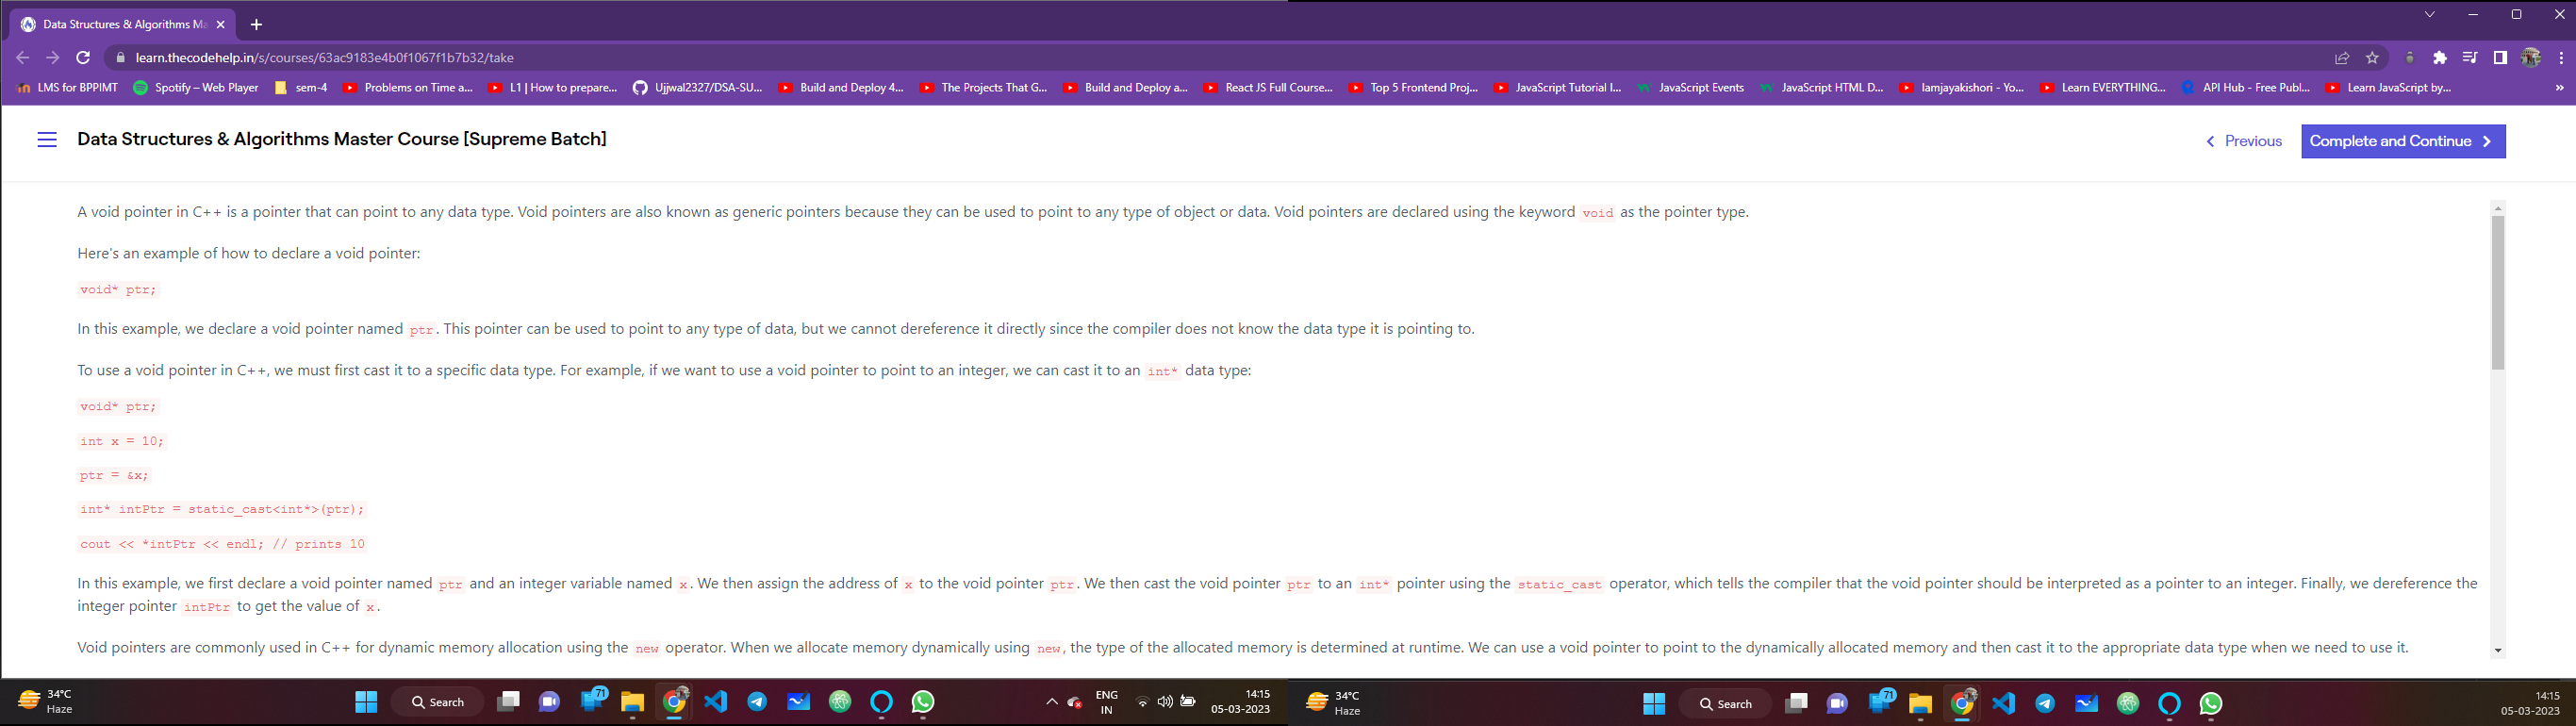 Data Structures & Algorithms Ma
learn.thecodehelp.in/s/courses/63ac9183e4b0f1067f1b7b32/take
LMS for BPPIMT Spotify – Web Player sem-4 Problems on Time a... L1 | How to prepare... Ujjwal2327/DSA-SU... Build and Deploy 4... The Projects That G... Build and Deploy a... React JS Full Course... Top 5 Frontend Proj... JavaScript Tutorial I... JavaScript Events JavaScript HTML D... Iamjayakishori - Yo... Learn EVERYTHING... API Hub - Free Publ... Learn JavaScript by...
Data Structures & Algorithms Master Course [Supreme Batch] Previous Complete and Continue
A void pointer in C++ is a pointer that can point to any data type. Void pointers are also known as generic pointers because they can be used to point to any type of object or data. Void pointers are declared using the keyword void as the pointer type.
Here's an example of how to declare a void pointer:
void* ptr;
In this example, we declare a void pointer named ptr. This pointer can be used to point to any type of data, but we cannot dereference it directly since the compiler does not know the data type it is pointing to.
To use a void pointer in C++, we must first cast it to a specific data type. For example, if we want to use a void pointer to point to an integer, we can cast it to an int* data type:
void* ptr;
int x = 10;
ptr = &x;
int* intPtr = static_cast<int*>(ptr);
cout << *intPtr << endl; // prints 10
In this example, we first declare a void pointer named ptr and an integer variable named x. We then assign the address of x to the void pointer ptr. We then cast the void pointer ptr to an int* pointer using the static_cast operator, which tells the compiler that the void pointer should be interpreted as a pointer to an integer. Finally, we dereference the
integer pointer intPtr to get the value of x.
Void pointers are commonly used in C++ for dynamic memory allocation using the new operator. When we allocate memory dynamically using new, the type of the allocated memory is determined at runtime. We can use a void pointer to point to the dynamically allocated memory and then cast it to the appropriate data type when we need to use it.
34°C
Haze
Search
71
ENG
IN
14:15
05-03-2023
34°C
Haze
Search
71
14:15
05-03-2023